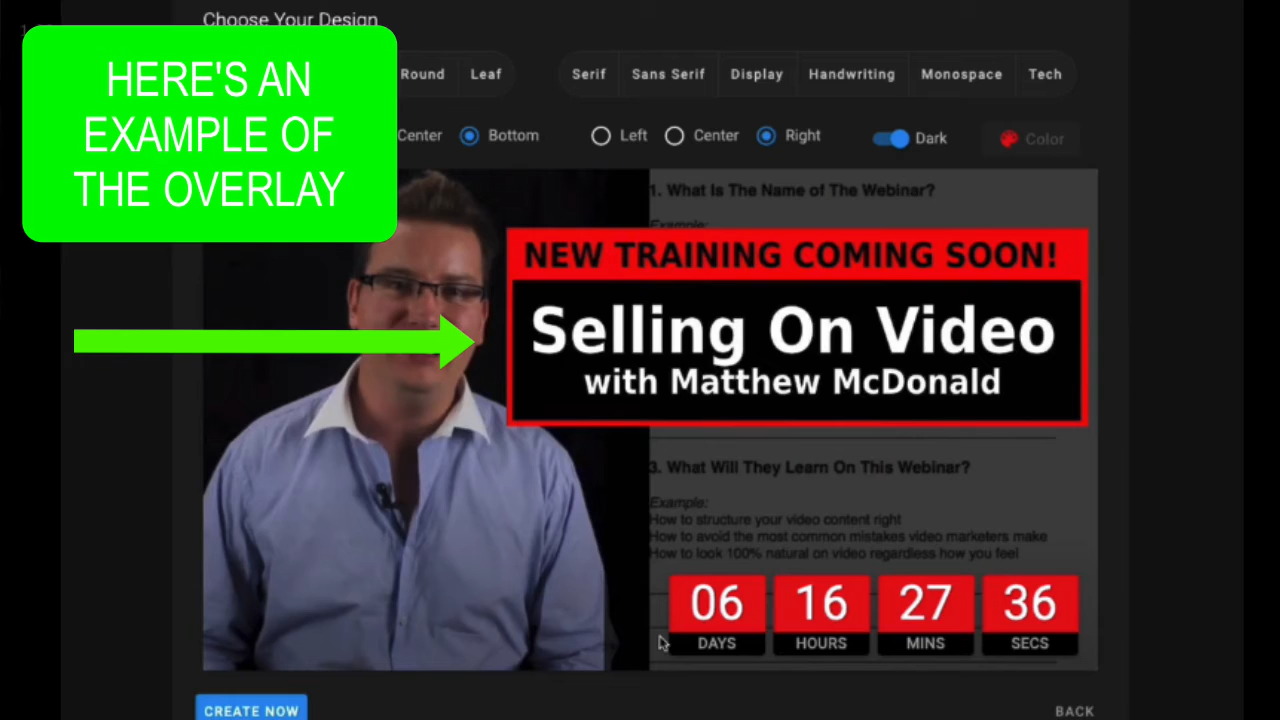 Choose Your Design
HERE'S AN
EXAMPLE OF
THE OVERLAY
Round
Leaf
Serif
Sans Serif
Display
Handwriting
Monospace
Tech
Center
Bottom
Left
Center
Right
Dark
Color
1. What Is The Name of The Webinar?
Example:
NEW TRAINING COMING SOON!
Selling On Video
with Matthew McDonald
3. What Will They Learn On This Webinar?
Example:
How to structure your video content right
How to avoid the most common mistakes video marketers make
How to look 100% natural on video regardless how you feel
06 16 27 36
DAYS HOURS MINS SECS
CREATE NOW
BACK